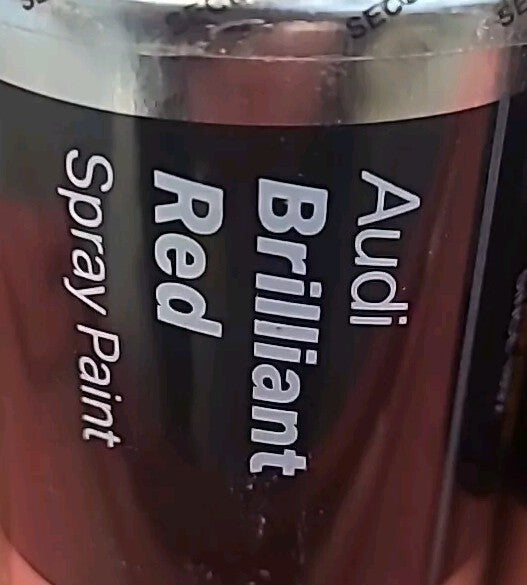 Audi
Brilliant
Red
Spray Paint